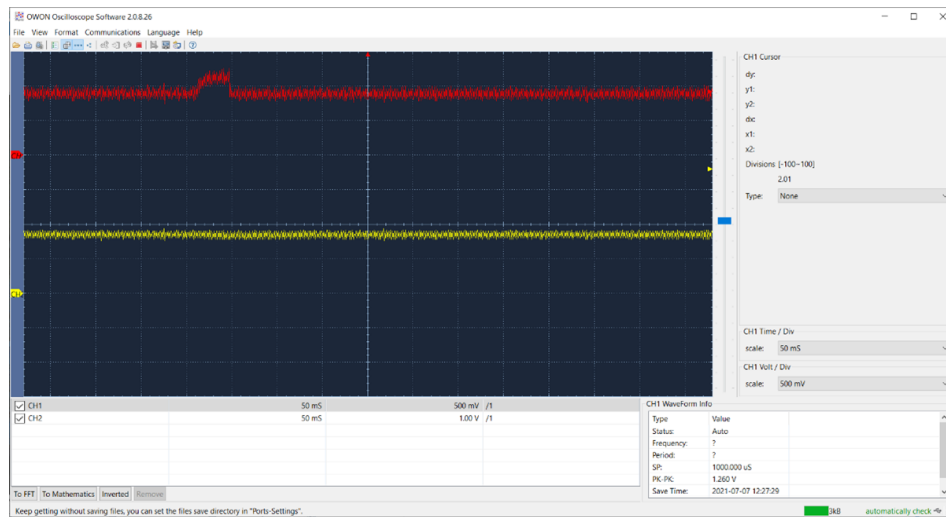 OWON Oscilloscope Software 2.0.8.26
File View Format Communications Language Help
CH1 Cursor
dy:
y1:
y2:
dx:
x1:
x2:
Divisions [-100~100]
2.01
Type: None
CH1 Time / Div
scale: 50 mS
CH1 Volt / Div
scale: 500 mV
CH1 50 mS 500 mV /1
CH2 50 mS 1.00 V /1
CH1 WaveForm Info
Type Value
Status: Auto
Frequency: ?
Period: ?
SP: 1000.000 uS
PK-PK: 1.260 V
Save Time: 2021-07-07 12:27:29
To FFT To Mathematics Inverted Remove
Keep getting without saving files, you can set the files save directory in "Ports-Settings". 3kB automatically check